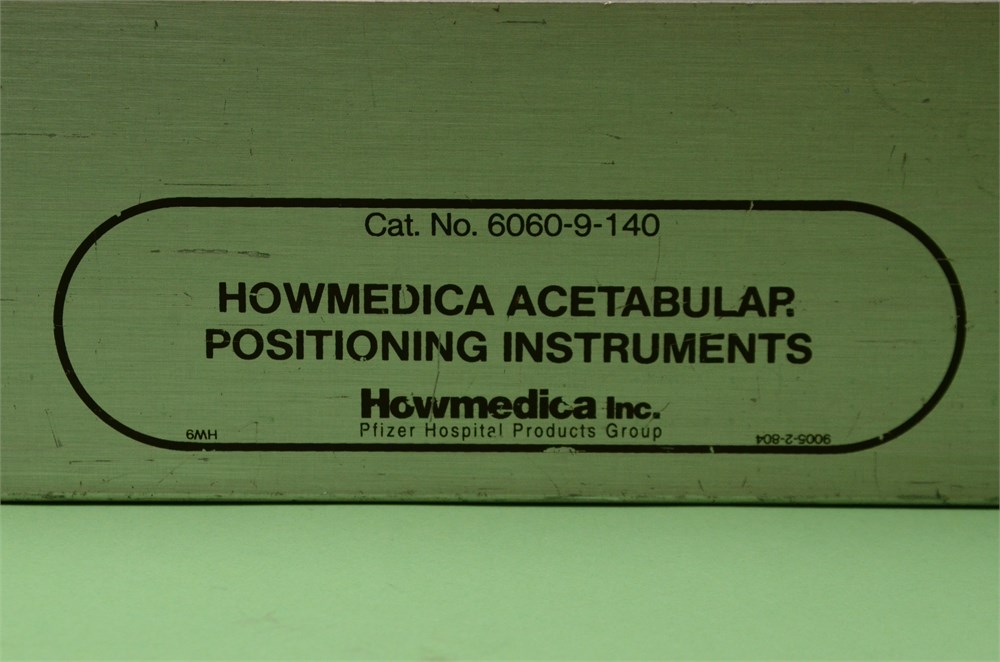 Cat. No. 6060-9-140
HOWMEDICA ACETABULAR
POSITIONING INSTRUMENTS
Howmedica Inc.
Pfizer Hospital Products Group
HW9
9005-2-804